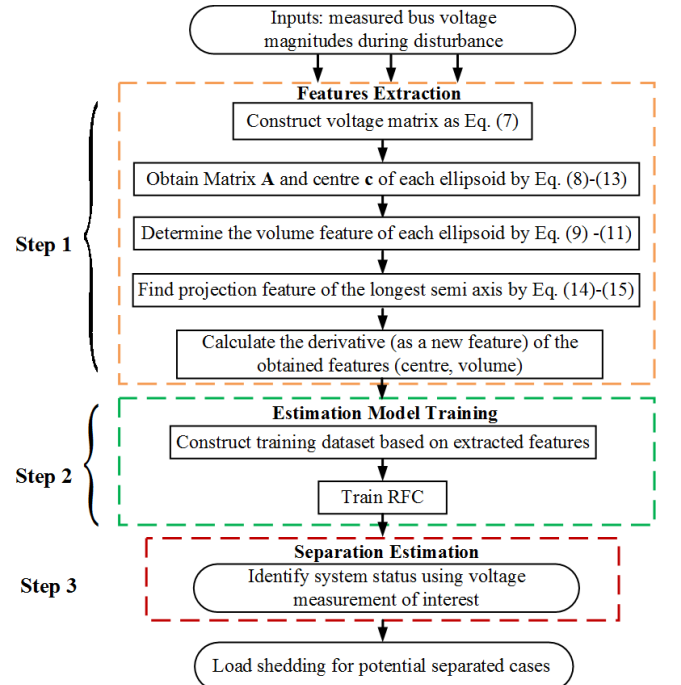 Inputs: measured bus voltage
magnitudes during disturbance
Features Extraction
Construct voltage matrix as Eq. (7)
Obtain Matrix A and centre c of each ellipsoid by Eq. (8)-(13)
Step 1
Determine the volume feature of each ellipsoid by Eq. (9) -(11)
Find projection feature of the longest semi axis by Eq. (14)-(15)
Calculate the derivative (as a new feature) of the
obtained features (centre, volume)
Estimation Model Training
Construct training dataset based on extracted features
Step 2
Train RFC
Separation Estimation
Step 3
Identify system status using voltage
measurement of interest
Load shedding for potential separated cases